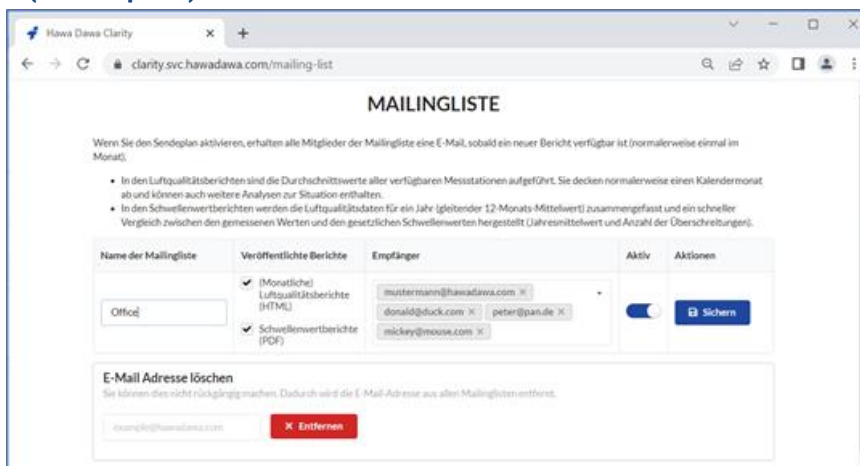 Hawa Dawa Clarity
clarity.svc.hawadawa.com/mailing-list
MAILINGLISTE
Wenn Sie den Sendeplan aktivieren, erhalten alle Mitglieder der Mailingliste eine E-Mail, sobald ein neuer Bericht verfügbar ist (normalerweise einmal im
Monat).
• In den Luftqualitätsberichten sind die Durchschnittswerte aller verfügbaren Messstationen aufgeführt. Sie decken normalerweise einen Kalendermonat
ab und können auch weitere Analysen zur Situation enthalten.
• In den Schwellenwertberichten werden die Luftqualitätsdaten für ein Jahr (gleitender 12-Monats-Mittelwert) zusammengefasst und ein schneller
Vergleich zwischen den gemessenen Werten und den gesetzlichen Schwellenwerten hergestellt (Jahresmittelwert und Anzahl der Überschreitungen).
Name der Mailingliste Veröffentlichte Berichte Empfänger Aktiv Aktionen
Office
(Monatliche)
Luftqualitätsberichte
(HTML)
Schwellenwertberichte
(PDF)
mustermann@hawadawa.com ×
donald@duck.com × peter@pan.de ×
mickey@mouse.com ×
Sichern
E-Mail Adresse löschen
Sie können dies nicht rückgängig machen. Dadurch wird die E-Mail-Adresse aus allen Mailinglisten entfernt.
example@hawadawa.com
× Entfernen